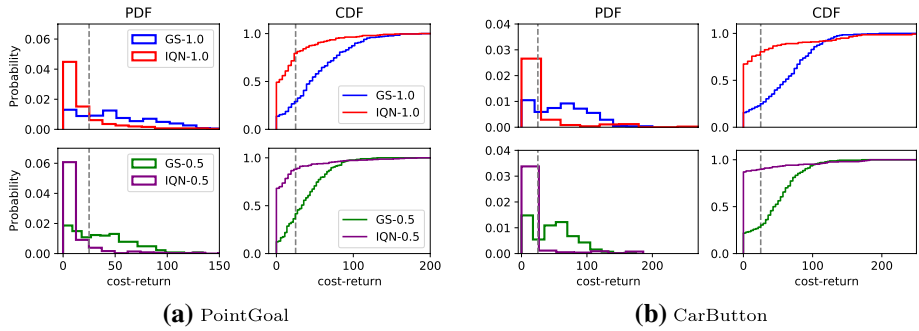 PDF CDF PDF CDF
Probability
0.06
0.04
0.02
0.00
GS-1.0
IQN-1.0
1.0
0.5
0.0
GS-1.0
IQN-1.0
Probability
0.06
0.04
0.02
0.00
GS-0.5
IQN-0.5
0 50 100 150
cost-return
1.0
0.5
0.0
GS-0.5
IQN-0.5
0 100 200
cost-return
0.04
0.03
0.02
0.01
0.00
1.0
0.5
0.0
0.04
0.03
0.02
0.01
0.00
0 100 200
cost-return
1.0
0.5
0.0
0 100 200
cost-return
(a) PointGoal
(b) CarButton